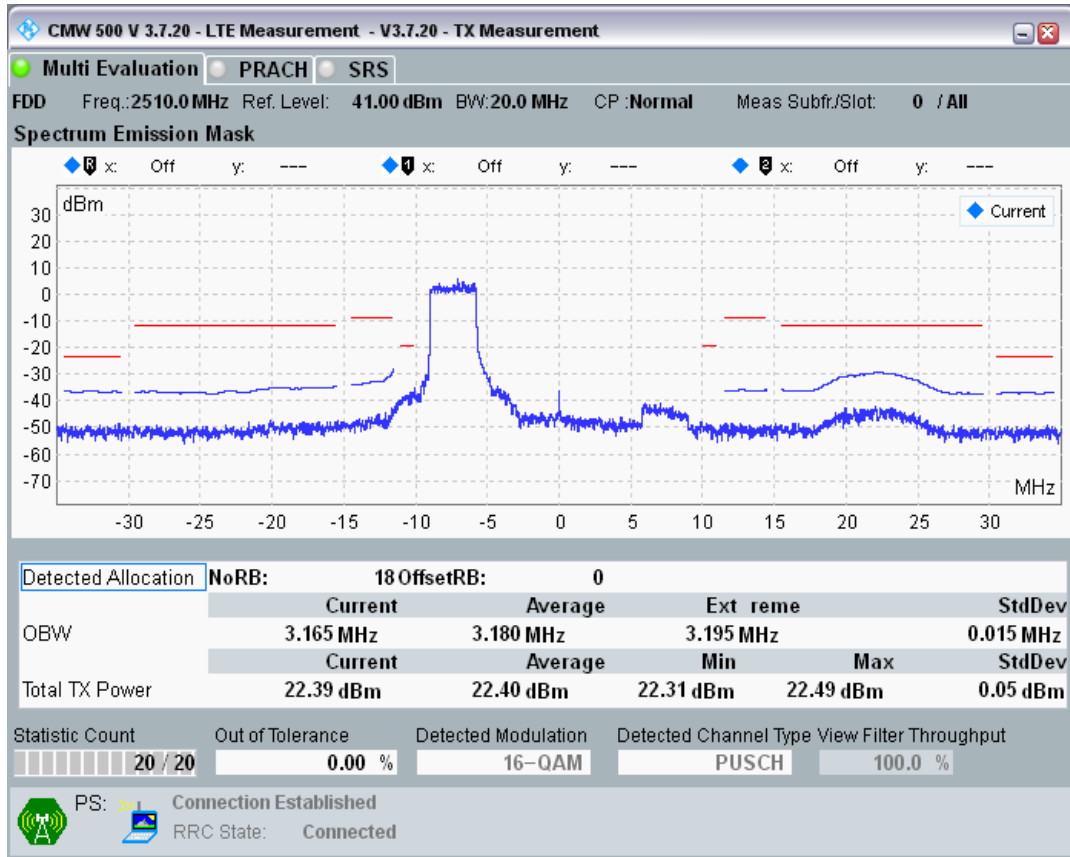 CMW 500 V 3.7.20 - LTE Measurement - V3.7.20 - TX Measurement
Multi Evaluation PRACH SRS
FDD Freq.:2510.0 MHz Ref. Level: 41.00 dBm BW:20.0 MHz CP :Normal Meas Subfr./Slot: 0 / All
Spectrum Emission Mask
R x: Off y: --- 1 x: Off y: --- 2 x: Off y: ---
dBm
Current
30
20
10
0
-10
-20
-30
-40
-50
-60
-70
MHz
-30 -25 -20 -15 -10 -5 0 5 10 15 20 25 30
Detected Allocation NoRB: 18 OffsetRB: 0
Current Average Ext reme StdDev
OBW 3.165 MHz 3.180 MHz 3.195 MHz 0.015 MHz
Current Average Min Max StdDev
Total TX Power 22.39 dBm 22.40 dBm 22.31 dBm 22.49 dBm 0.05 dBm
Statistic Count Out of Tolerance Detected Modulation Detected Channel Type View Filter Throughput
20 / 20 0.00 % 16-QAM PUSCH 100.0 %
PS: Connection Established
RRC State: Connected